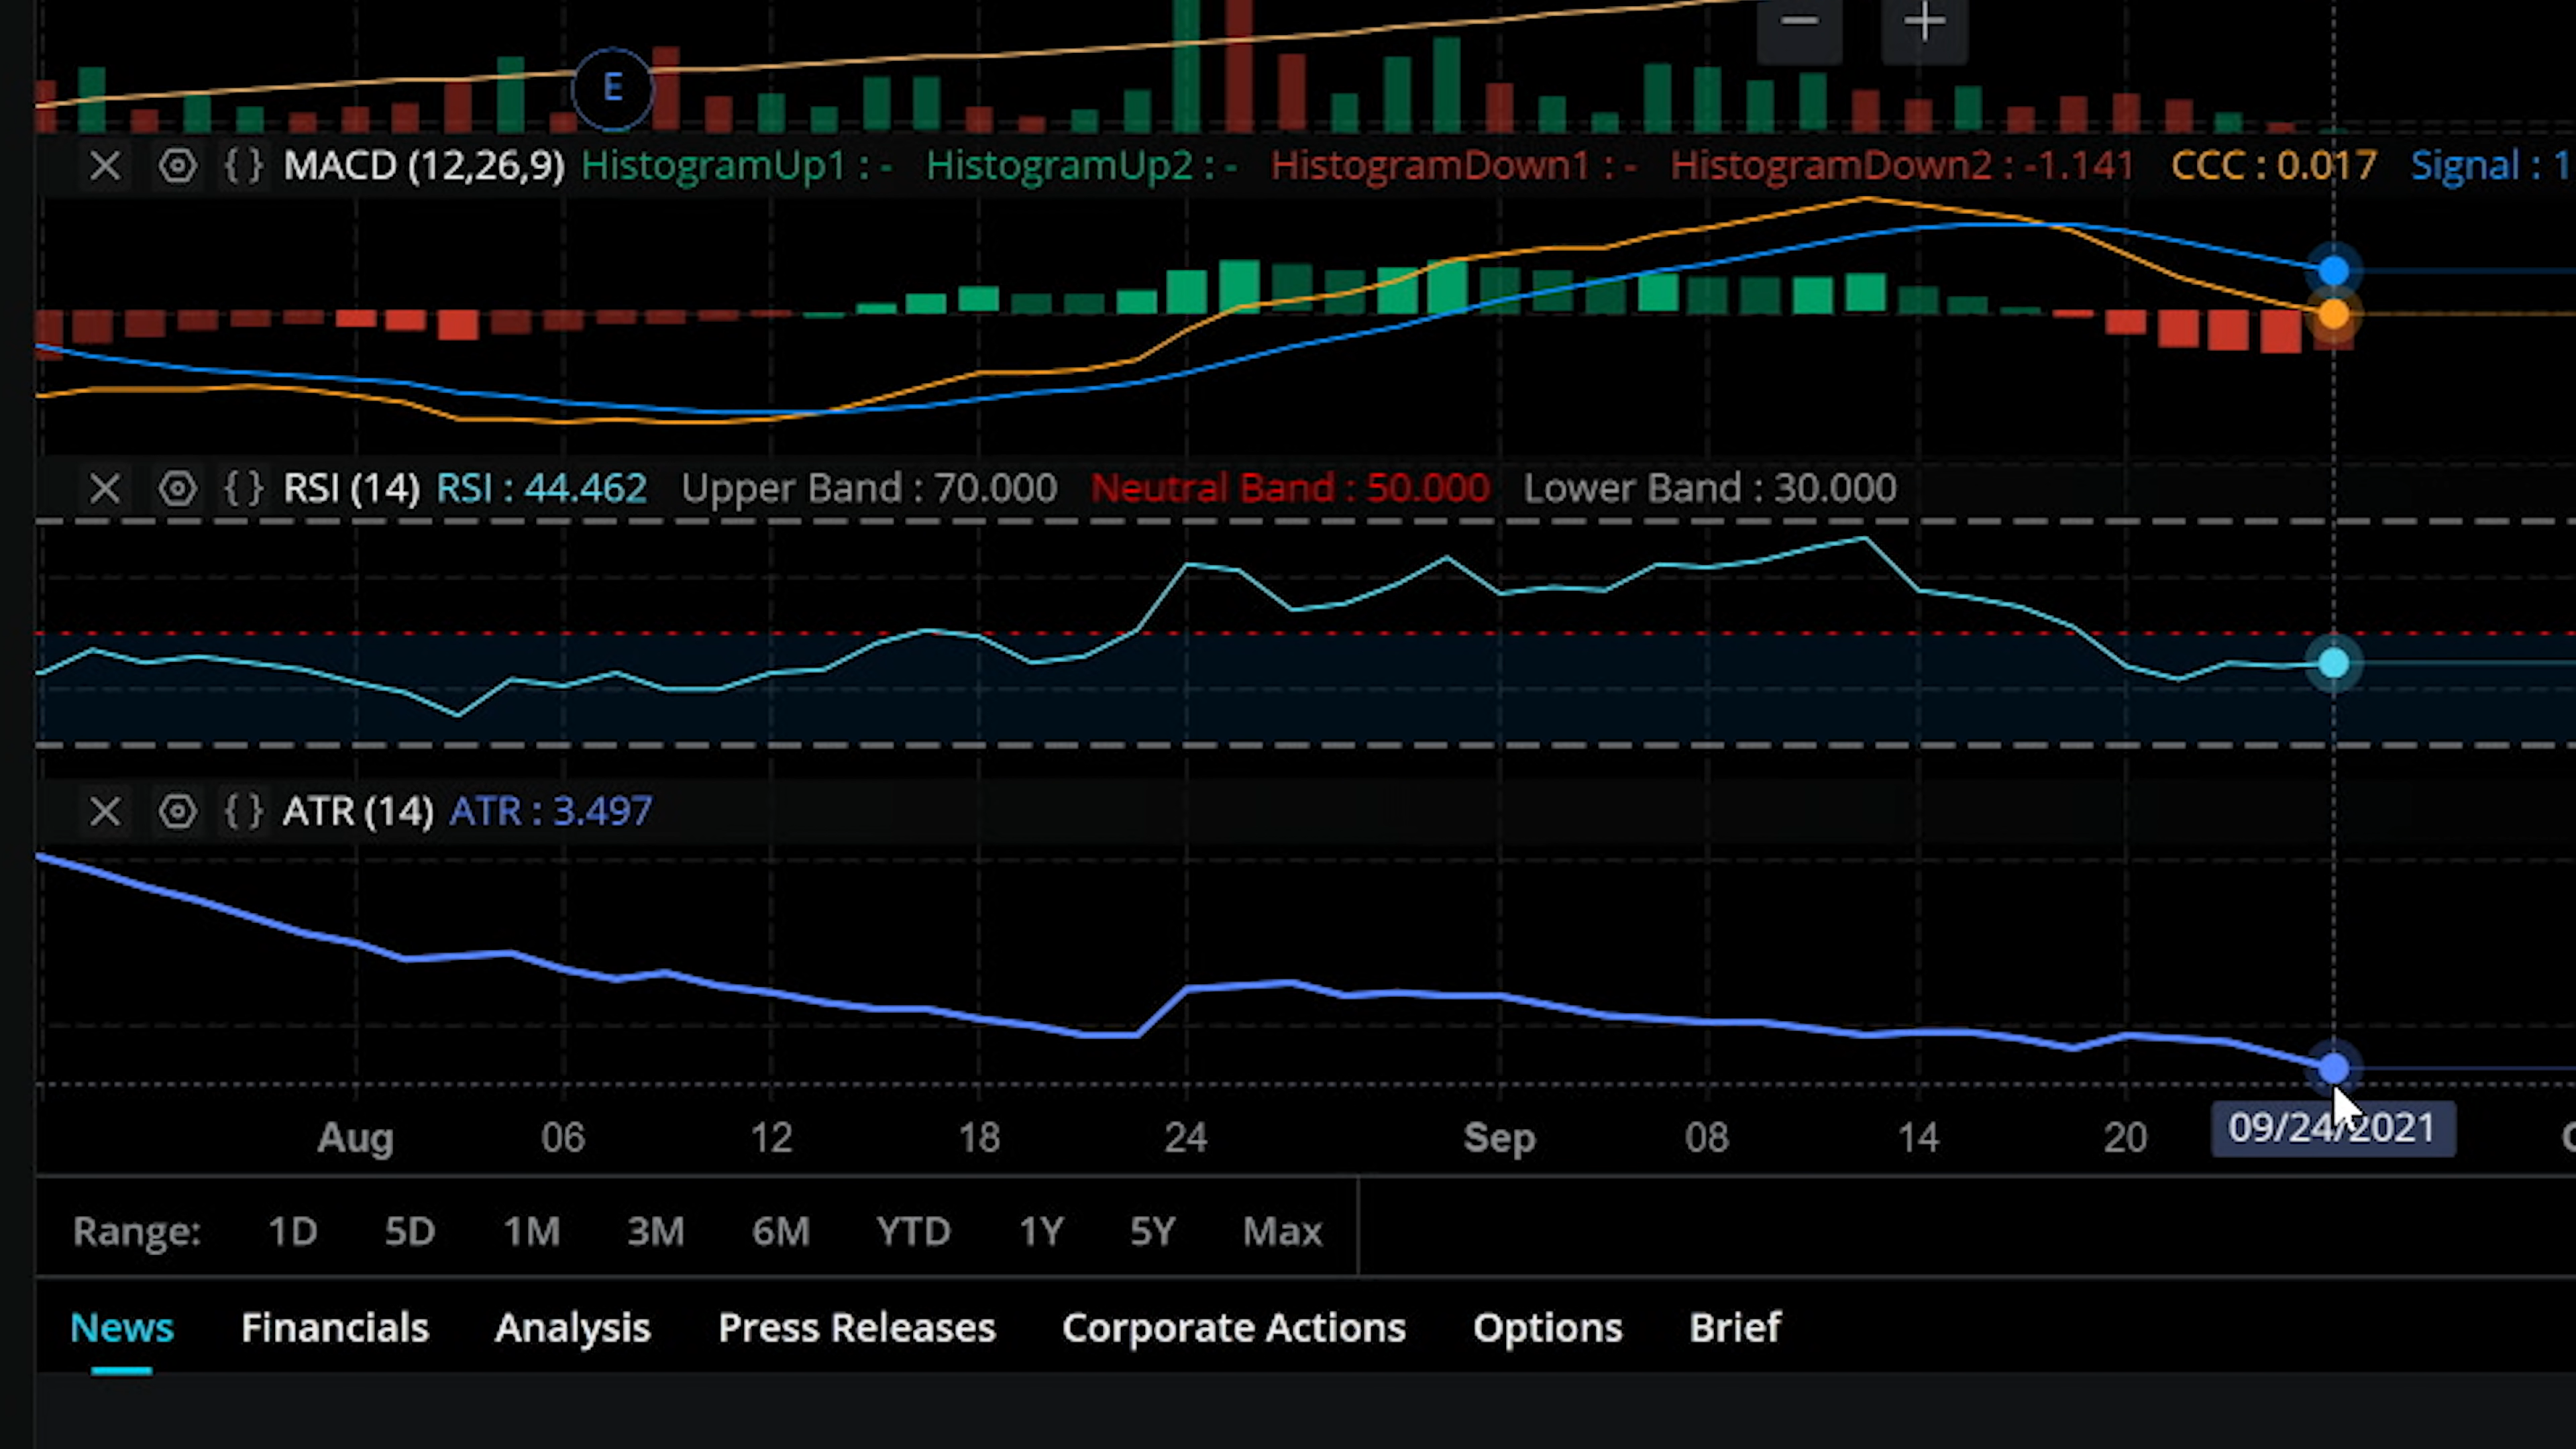 E
MACD (12,26,9) HistogramUp1 : - HistogramUp2 : - HistogramDown1 : - HistogramDown2 : -1.141 CCC : 0.017 Signal : 1
RSI (14) RSI : 44.462 Upper Band : 70.000 Neutral Band : 50.000 Lower Band : 30.000
ATR (14) ATR : 3.497
Aug 06 12 18 24 Sep 08 14 20 09/24/2021
Range: 1D 5D 1M 3M 6M YTD 1Y 5Y Max
News Financials Analysis Press Releases Corporate Actions Options Brief